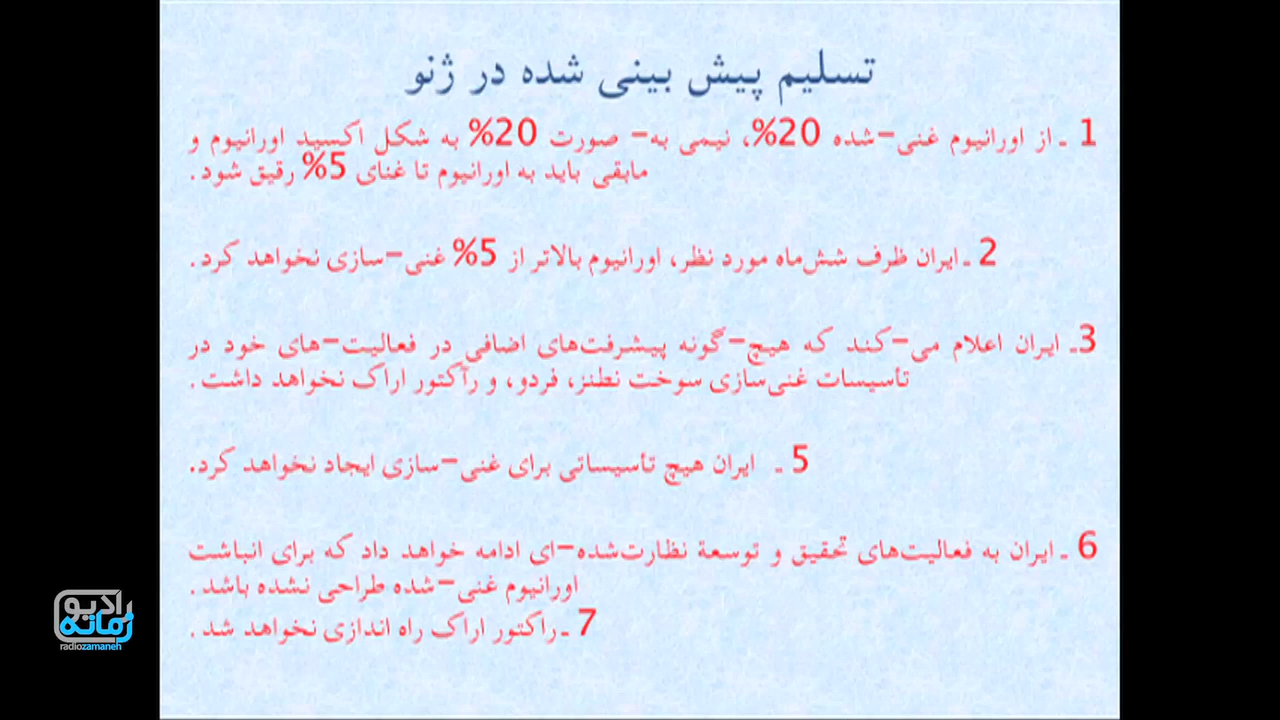 تسلیم پیش بینی شده در ژنو
1 ـ از اورانیوم غنی–شده 20%، نیمی به– صورت 20% به شکل اکسید اورانیوم و
مابقی باید به اورانیوم تا غنای 5% رقیق شود.
2 ـ ایران ظرف شش‌ماه مورد نظر، اورانیوم بالاتر از 5% غنی–سازی نخواهد کرد.
3ـ ایران اعلام می–کند که هیچ–گونه پیشرفت‌های اضافی در فعالیت–های خود در
تأسیسات غنی‌سازی سوخت نطنز، فردو، و رآکتور اراک نخواهد داشت.
5 ـ ایران هیچ تأسیساتی برای غنی–سازی ایجاد نخواهد کرد.
6 ـ ایران به فعالیت‌های تحقیق و توسعة نظارت‌شده–ای ادامه خواهد داد که برای انباشت
اورانیوم غنی–شده طراحی نشده باشد.
7 ـ راکتور اراک راه اندازی نخواهد شد.
رادیو
زمانه
radiozamaneh